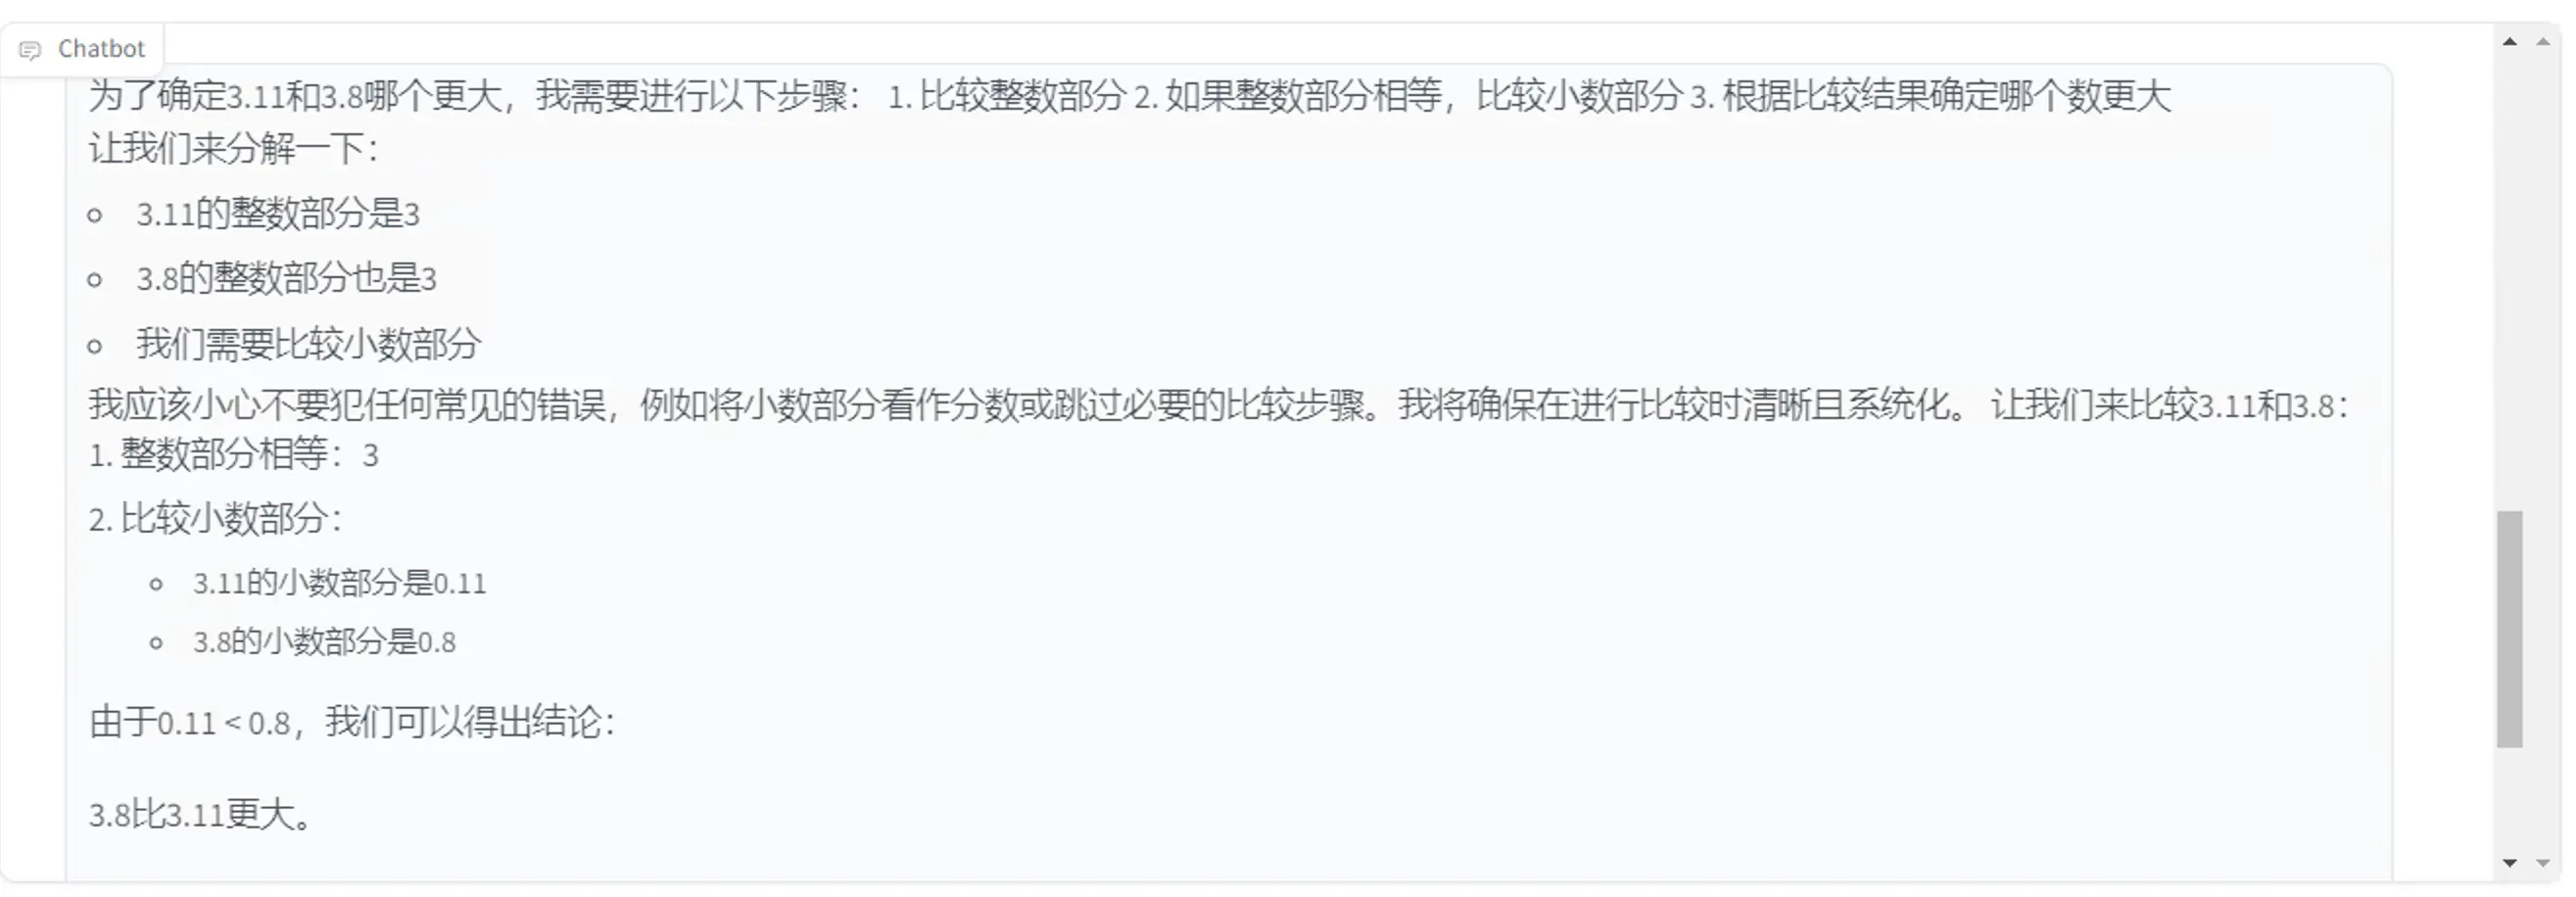 Chatbot
为了确定3.11和3.8哪个更大，我需要进行以下步骤： 1. 比较整数部分 2. 如果整数部分相等，比较小数部分 3. 根据比较结果确定哪个数更大
让我们来分解一下：
3.11的整数部分是3
3.8的整数部分也是3
我们需要比较小数部分
我应该小心不要犯任何常见的错误，例如将小数部分看作分数或跳过必要的比较步骤。我将确保在进行比较时清晰且系统化。 让我们来比较3.11和3.8：
1. 整数部分相等：3
2. 比较小数部分：
3.11的小数部分是0.11
3.8的小数部分是0.8
由于0.11 < 0.8，我们可以得出结论：
3.8比3.11更大。